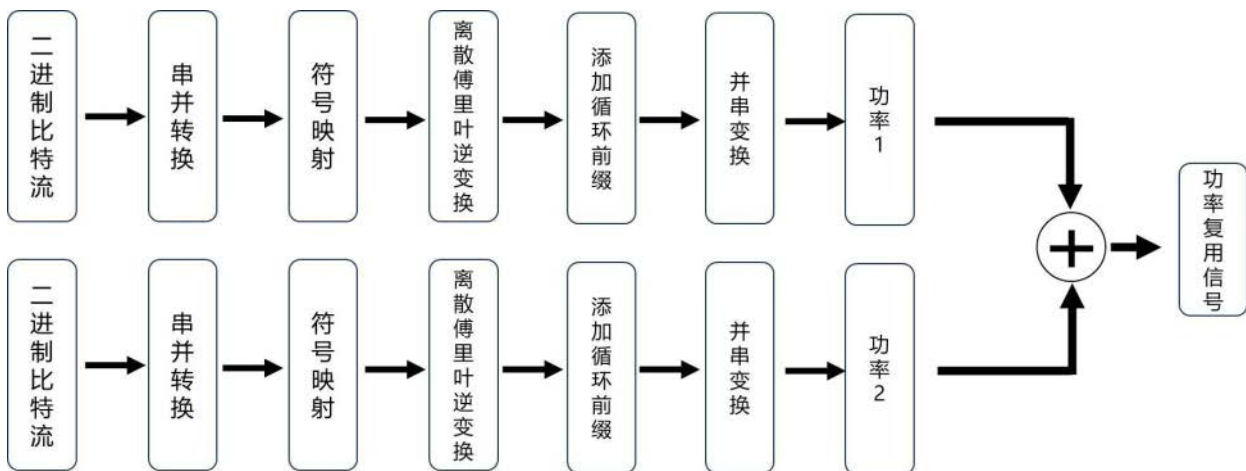 二进制比特流
串并转换
符号映射
离散傅里叶逆变换
添加循环前缀
并串变换
功率1
功率复用信号
二进制比特流
串并转换
符号映射
离散傅里叶逆变换
添加循环前缀
并串变换
功率2